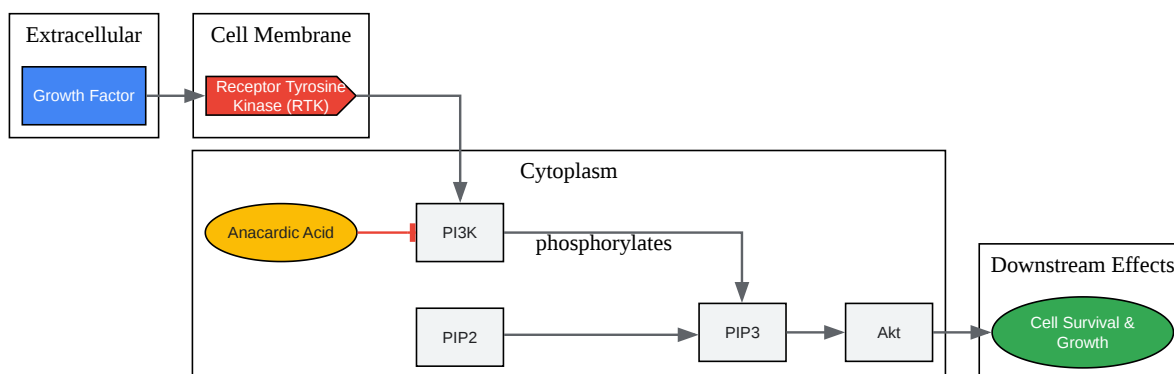 Extracellular
Cell Membrane
Growth Factor
Receptor Tyrosine
Kinase (RTK)
Cytoplasm
Anacardic Acid
PI3K
phosphorylates
Downstream Effects
PIP2
PIP3
Akt
Cell Survival &
Growth